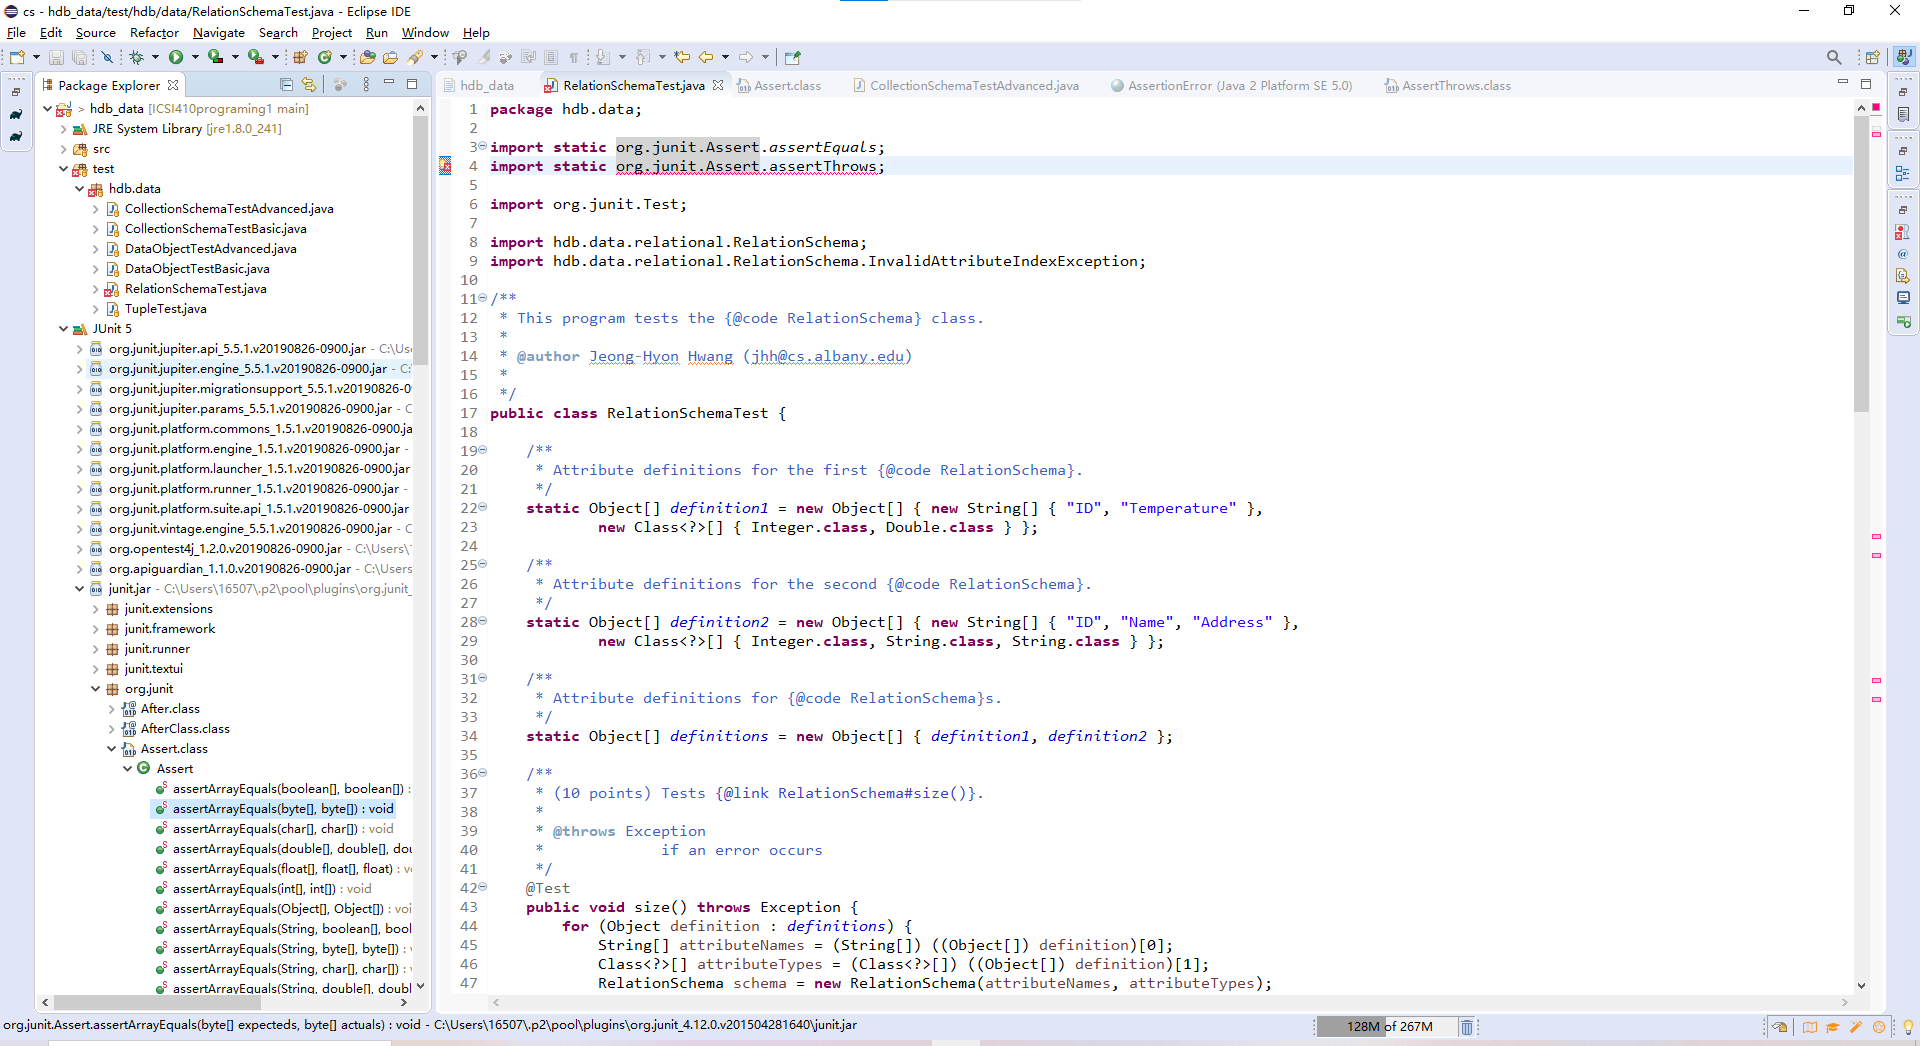 cs - hdb_data/test/hdb/data/RelationSchemaTest.java - Eclipse IDE
File Edit Source Refactor Navigate Search Project Run Window Help
Package Explorer
hdb_data RelationSchemaTest.java Assert.class CollectionSchemaTestAdvanced.java AssertionError (Java 2 Platform SE 5.0) AssertThrows.class
> hdb_data [ICSI410programing1 main]
JRE System Library [jre1.8.0_241]
src
test
hdb.data
CollectionSchemaTestAdvanced.java
CollectionSchemaTestBasic.java
DataObjectTestAdvanced.java
DataObjectTestBasic.java
RelationSchemaTest.java
TupleTest.java
JUnit 5
org.junit.jupiter.api_5.5.1.v20190826-0900.jar - C:\Us
org.junit.jupiter.engine_5.5.1.v20190826-0900.jar - C:
org.junit.jupiter.migrationsupport_5.5.1.v20190826-0
org.junit.jupiter.params_5.5.1.v20190826-0900.jar - C
org.junit.platform.commons_1.5.1.v20190826-0900.ja
org.junit.platform.engine_1.5.1.v20190826-0900.jar -
org.junit.platform.launcher_1.5.1.v20190826-0900.jar
org.junit.platform.runner_1.5.1.v20190826-0900.jar -
org.junit.platform.suite.api_1.5.1.v20190826-0900.jar
org.junit.vintage.engine_5.5.1.v20190826-0900.jar - C
org.opentest4j_1.2.0.v20190826-0900.jar - C:\Users\
org.apiguardian_1.1.0.v20190826-0900.jar - C:\Users
junit.jar - C:\Users\16507\.p2\pool\plugins\org.junit_
junit.extensions
junit.framework
junit.runner
junit.textui
org.junit
After.class
AfterClass.class
Assert.class
Assert
assertArrayEquals(boolean[], boolean[]) :
assertArrayEquals(byte[], byte[]) : void
assertArrayEquals(char[], char[]) : void
assertArrayEquals(double[], double[], dou
assertArrayEquals(float[], float[], float) : v
assertArrayEquals(int[], int[]) : void
assertArrayEquals(Object[], Object[]) : voi
assertArrayEquals(String, boolean[], bool
assertArrayEquals(String, byte[], byte[]) :
assertArrayEquals(String, char[], char[]) :
assertArrayEquals(String, double[], doubl
1 package hdb.data;
2
3 import static org.junit.Assert.assertEquals;
4 import static org.junit.Assert.assertThrows;
5
6 import org.junit.Test;
7
8 import hdb.data.relational.RelationSchema;
9 import hdb.data.relational.RelationSchema.InvalidAttributeIndexException;
10
11 /**
12 * This program tests the {@code RelationSchema} class.
13 *
14 * @author Jeong-Hyon Hwang (jhh@cs.albany.edu)
15 *
16 */
17 public class RelationSchemaTest {
18
19 /**
20 * Attribute definitions for the first {@code RelationSchema}.
21 */
22 static Object[] definition1 = new Object[] { new String[] { "ID", "Temperature" },
23 new Class<?>[] { Integer.class, Double.class } };
24
25 /**
26 * Attribute definitions for the second {@code RelationSchema}.
27 */
28 static Object[] definition2 = new Object[] { new String[] { "ID", "Name", "Address" },
29 new Class<?>[] { Integer.class, String.class, String.class } };
30
31 /**
32 * Attribute definitions for {@code RelationSchema}s.
33 */
34 static Object[] definitions = new Object[] { definition1, definition2 };
35
36 /**
37 * (10 points) Tests {@link RelationSchema#size()}.
38 *
39 * @throws Exception
40 * if an error occurs
41 */
42 @Test
43 public void size() throws Exception {
44 for (Object definition : definitions) {
45 String[] attributeNames = (String[]) ((Object[]) definition)[0];
46 Class<?>[] attributeTypes = (Class<?>[]) ((Object[]) definition)[1];
47 RelationSchema schema = new RelationSchema(attributeNames, attributeTypes);
org.junit.Assert.assertArrayEquals(byte[] expecteds, byte[] actuals) : void - C:\Users\16507\.p2\pool\plugins\org.junit_4.12.0.v201504281640\junit.jar
128M of 267M